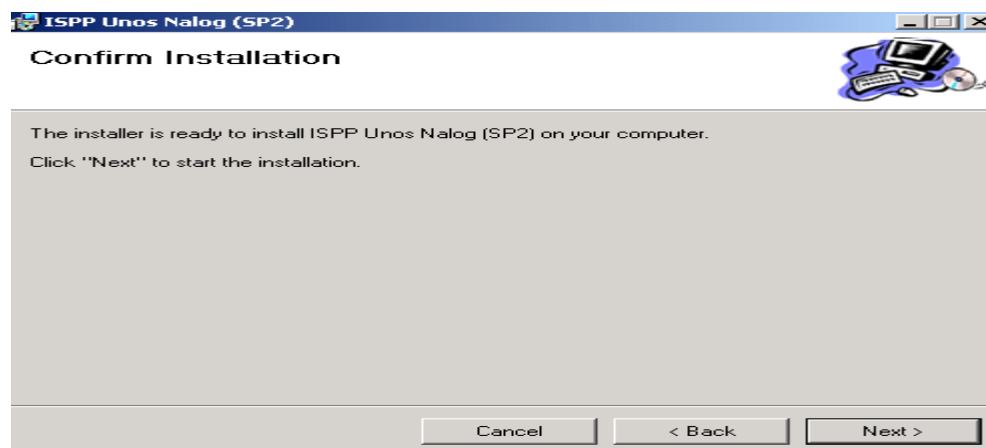 ISPP Unos Nalog (SP2)
Confirm Installation
The installer is ready to install ISPP Unos Nalog (SP2) on your computer.
Click "Next" to start the installation.
Cancel
< Back
Next >